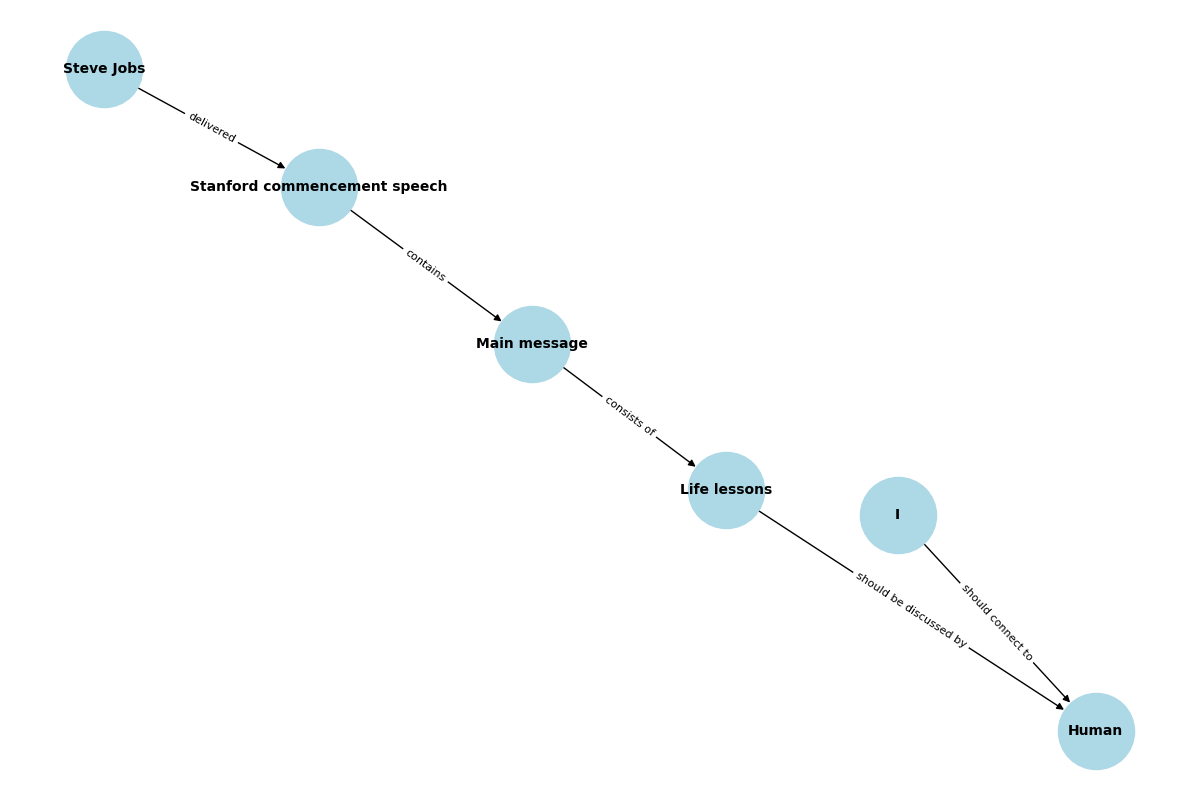 Steve Jobs
delivered
Stanford commencement speech
contains
Main message
consists of
Life lessons
I
should be discussed by
should connect to
Human